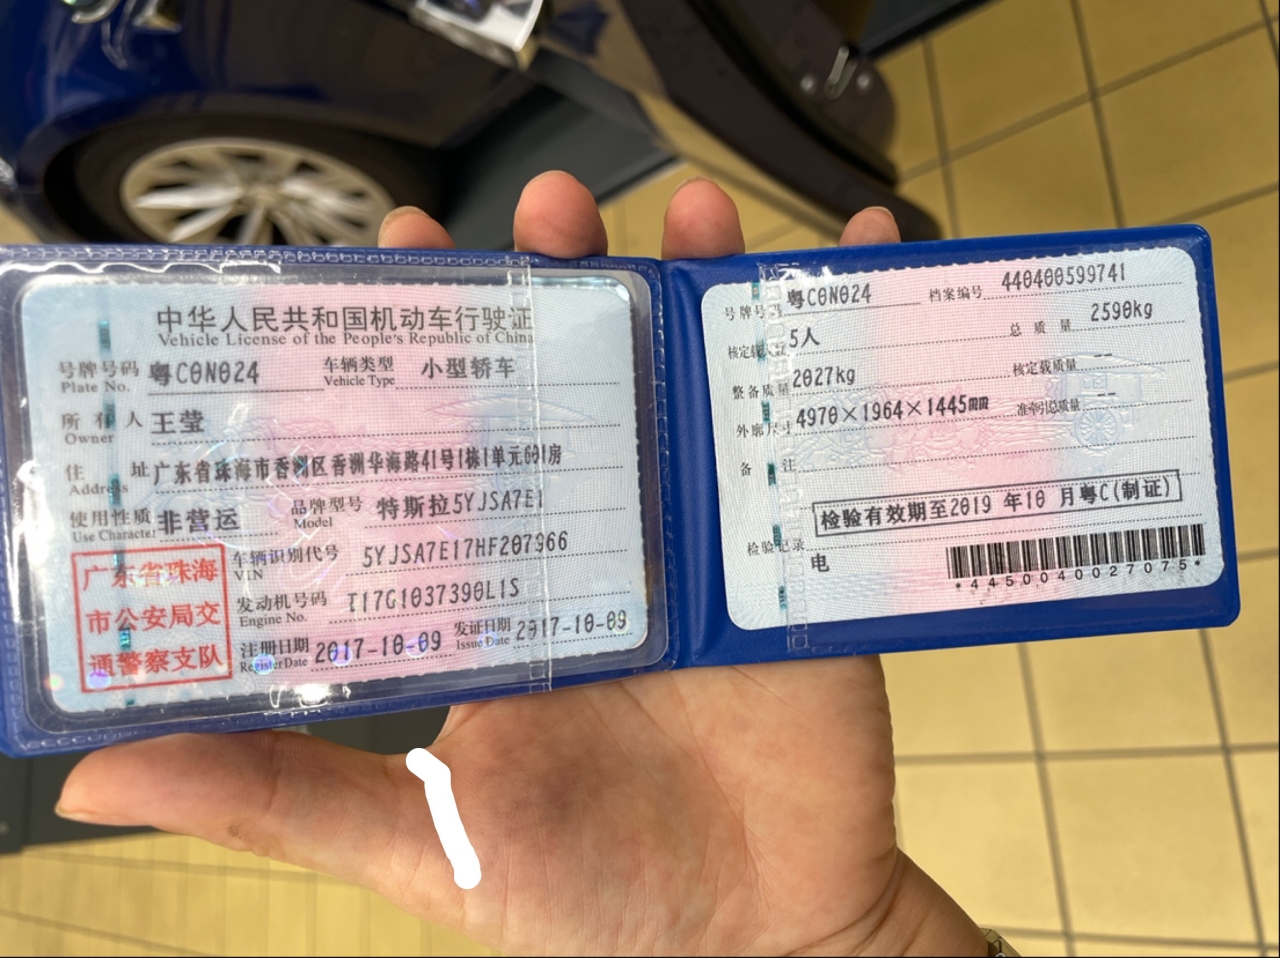 中华人民共和国机动车行驶证
Vehicle License of the People's Republic of China
号牌号码 粤C0N024 车辆类型 小型轿车
Plate No. Vehicle Type
所有人 王莹
Owner
住址 广东省珠海市香洲区香洲华海路41号1栋1单元601房
Address
使用性质 非营运 品牌型号 特斯拉5YJSA7E1
Use Character Model
车辆识别代号 5YJSA7E17HF207966
VIN
发动机号码 T17G1037390L1S
Engine No.
注册日期 2017-10-09 发证日期 2017-10-09
Register Date Issue Date
广东省珠海
市公安局交
通警察支队
号牌号码 粤C0N024 档案编号 440400599741
核定载人数 5人 总质量 2590kg
整备质量 2027kg 核定载质量 --
外廓尺寸 4970×1964×1445mm 准牵引总质量 --
备注
检验有效期至2019 年10 月粤C(制证)
检验记录
电
*4450040027075*